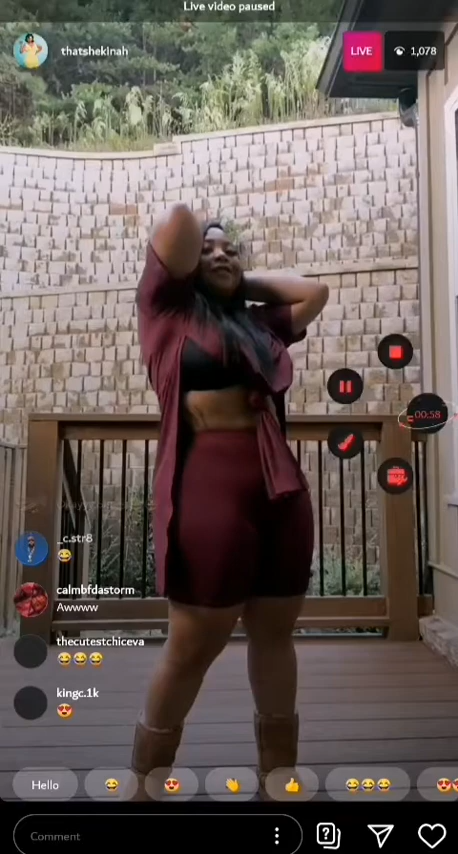 Live video paused
thatshekinah
LIVE
1,078
00:58
_c.str8
😂
calmbfdastorm
Awwww
thecutestchiceva
😂😂😂
kingc.1k
😍
Hello
Comment